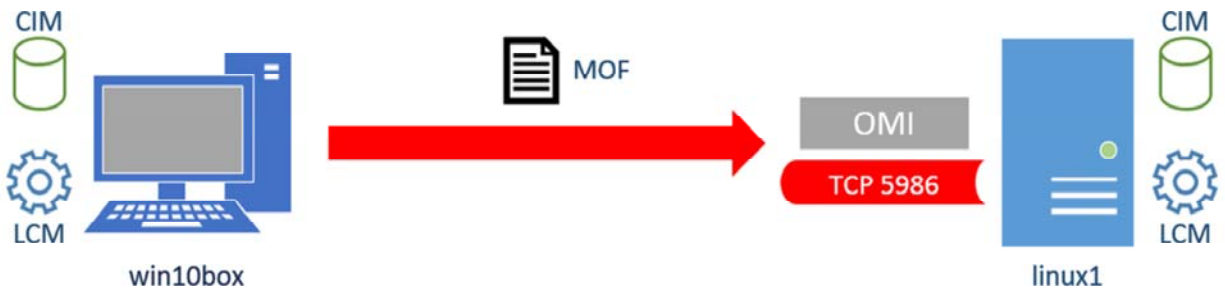 CIM
CIM
MOF
OMI
TCP 5986
LCM
LCM
win10box
linux1